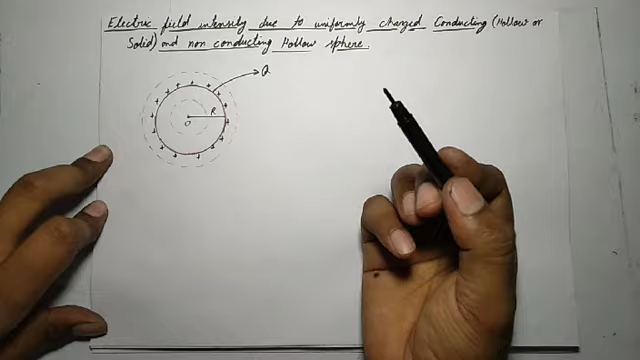 Electric field intensity due to uniformly charged Conducting (Hollow or
Solid) and non conducting Hollow sphere.
Q
R
O